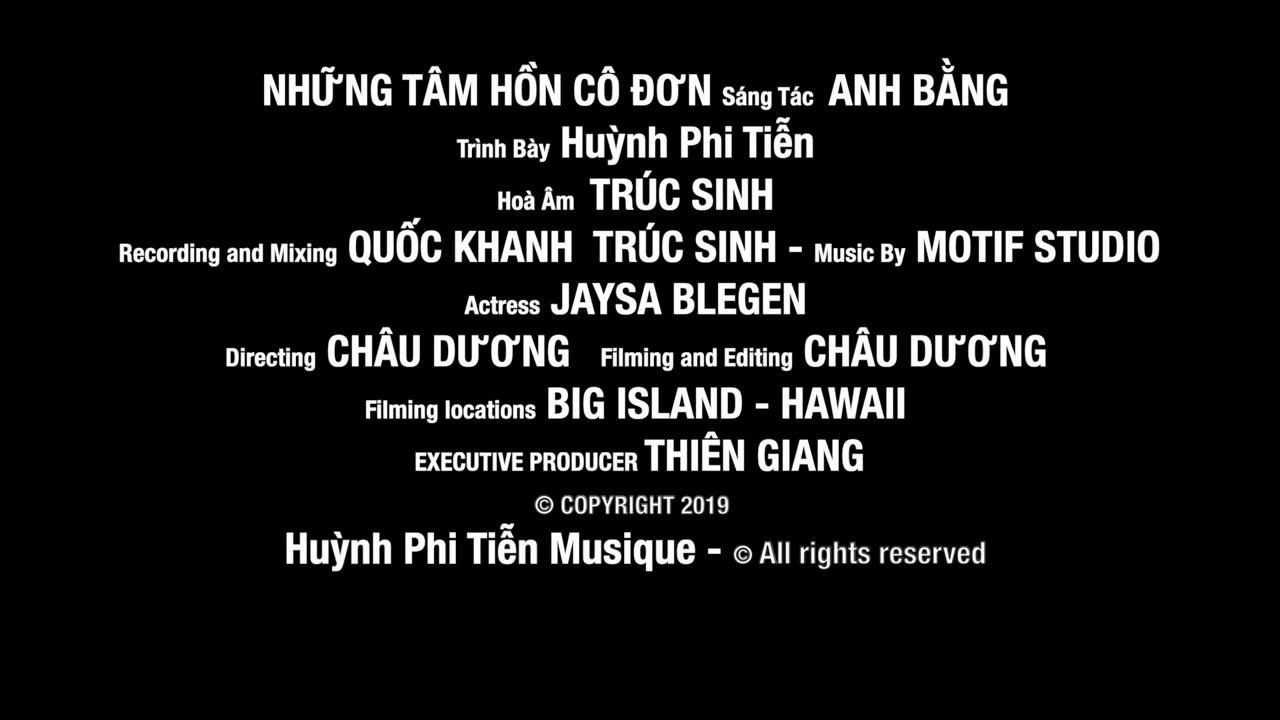 NHỮNG TÂM HỒN CÔ ĐƠN Sáng Tác ANH BẰNG
Trình Bày Huỳnh Phi Tiễn
Hoà Âm TRÚC SINH
Recording and Mixing QUỐC KHANH TRÚC SINH - Music By MOTIF STUDIO
Actress JAYSA BLEGEN
Directing CHÂU DƯƠNG Filming and Editing CHÂU DƯƠNG
Filming locations BIG ISLAND - HAWAII
EXECUTIVE PRODUCER THIÊN GIANG
© COPYRIGHT 2019
Huỳnh Phi Tiễn Musique - © All rights reserved